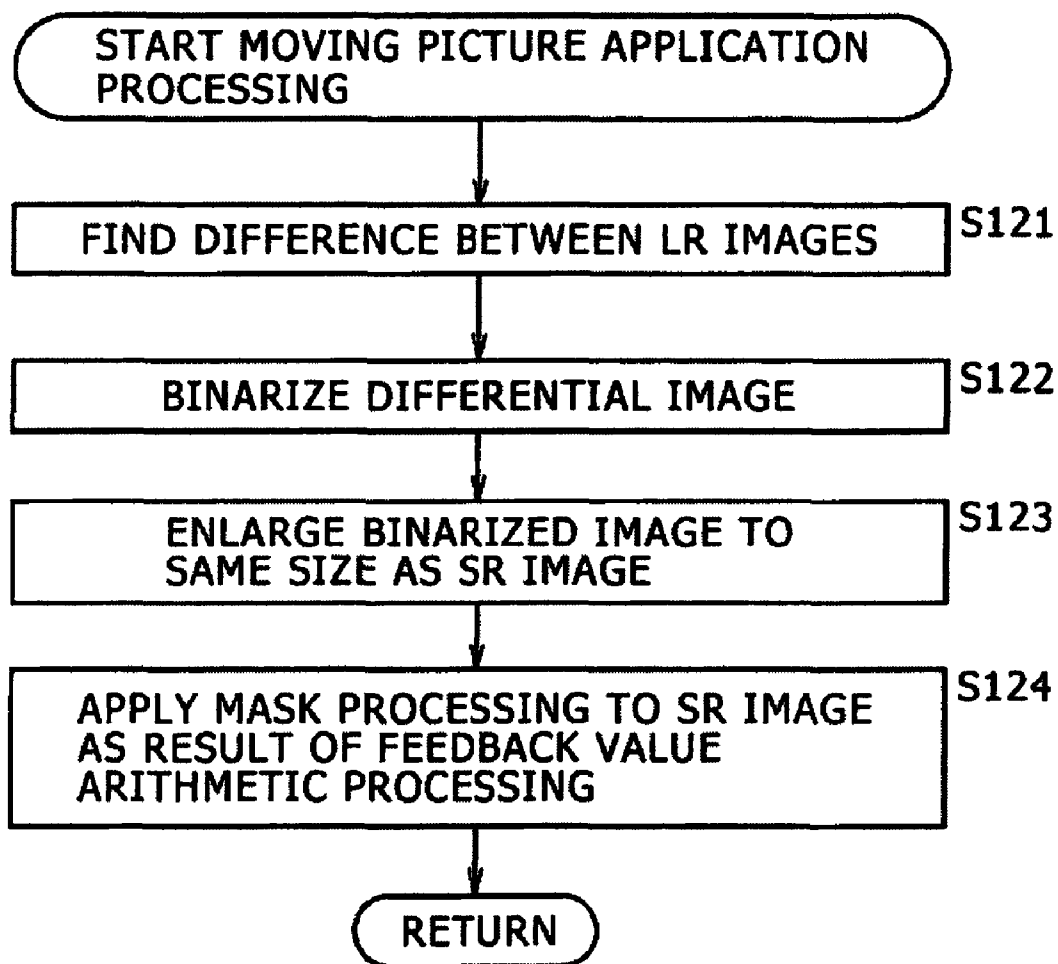 START MOVING PICTURE APPLICATION
PROCESSING
FIND DIFFERENCE BETWEEN LR IMAGES
S121
BINARIZE DIFFERENTIAL IMAGE
S122
ENLARGE BINARIZED IMAGE TO
SAME SIZE AS SR IMAGE
S123
APPLY MASK PROCESSING TO SR IMAGE
AS RESULT OF FEEDBACK VALUE
ARITHMETIC PROCESSING
S124
RETURN